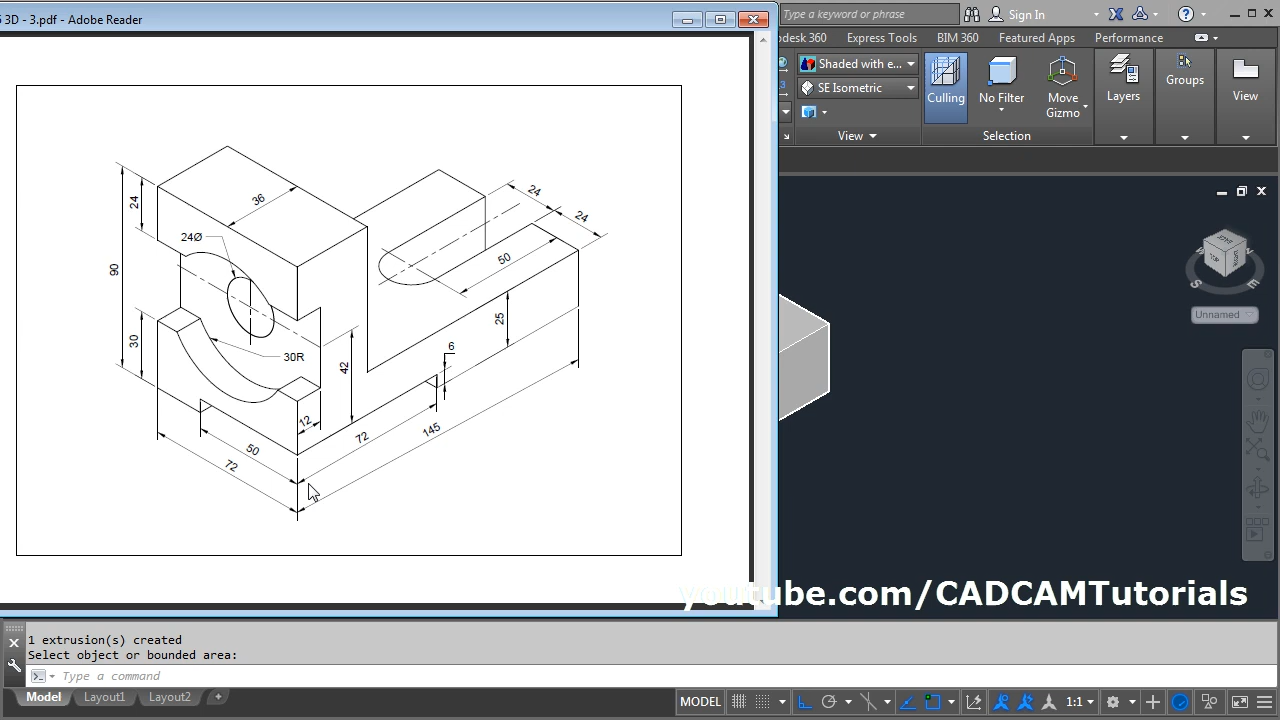 5 3D - 3.pdf - Adobe Reader
Type a keyword or phrase
Sign In
odesk 360
Express Tools
BIM 360
Featured Apps
Performance
Shaded with e...
SE Isometric
Culling
No Filter
Move
Gizmo
Layers
Groups
View
View
Selection
24
36
24Ø
90
30
30R
24
24
50
25
6
42
12
72
145
50
72
TOP
S
E
Unnamed
youtube.com/CADCAMTutorials
1 extrusion(s) created
Select object or bounded area:
Type a command
Model
Layout1
Layout2
MODEL
1:1